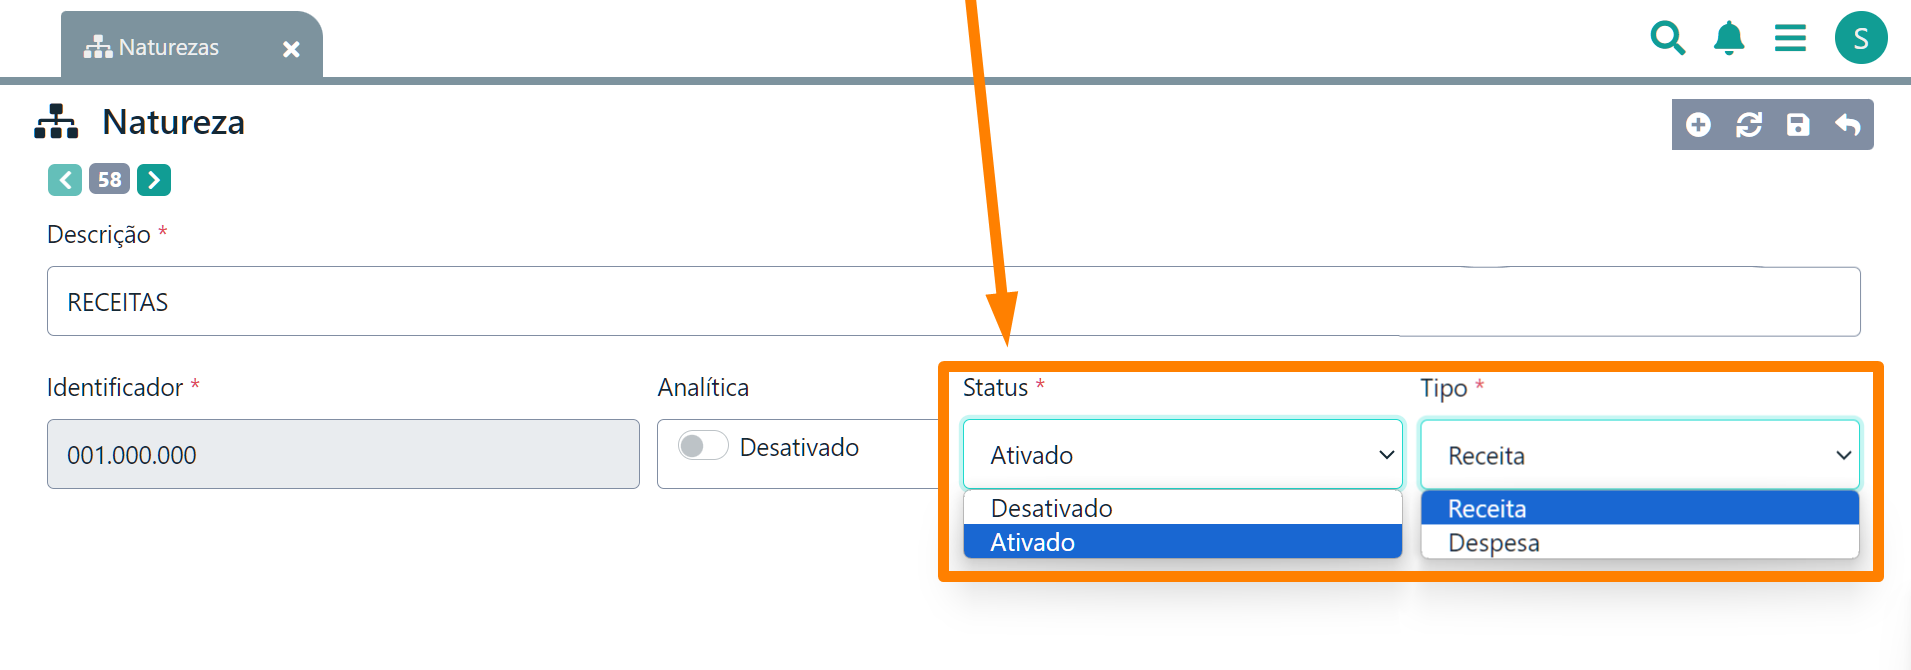 Naturezas
S
Natureza
58
Descrição *
RECEITAS
Identificador *
Analítica
Status *
Tipo *
001.000.000
Desativado
Ativado
Receita
Desativado
Receita
Ativado
Despesa